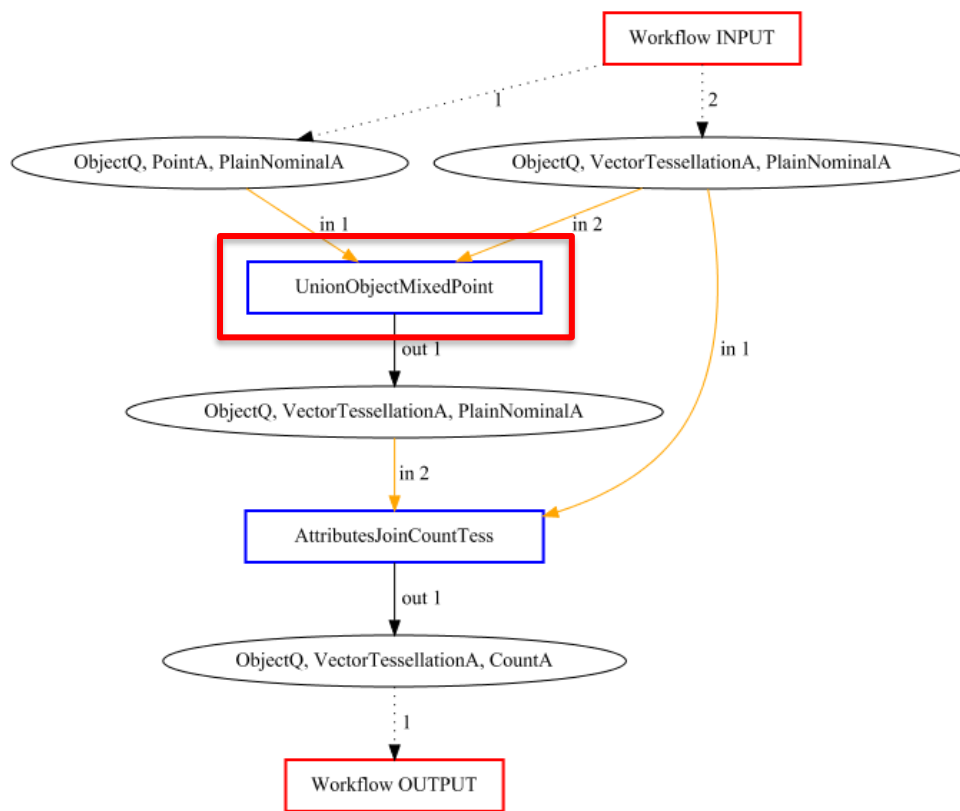 Workflow INPUT
1
2
ObjectQ, PointA, PlainNominalA
ObjectQ, VectorTessellationA, PlainNominalA
in 1
in 2
UnionObjectMixedPoint
out 1
in 1
ObjectQ, VectorTessellationA, PlainNominalA
in 2
AttributesJoinCountTess
out 1
ObjectQ, VectorTessellationA, CountA
1
Workflow OUTPUT